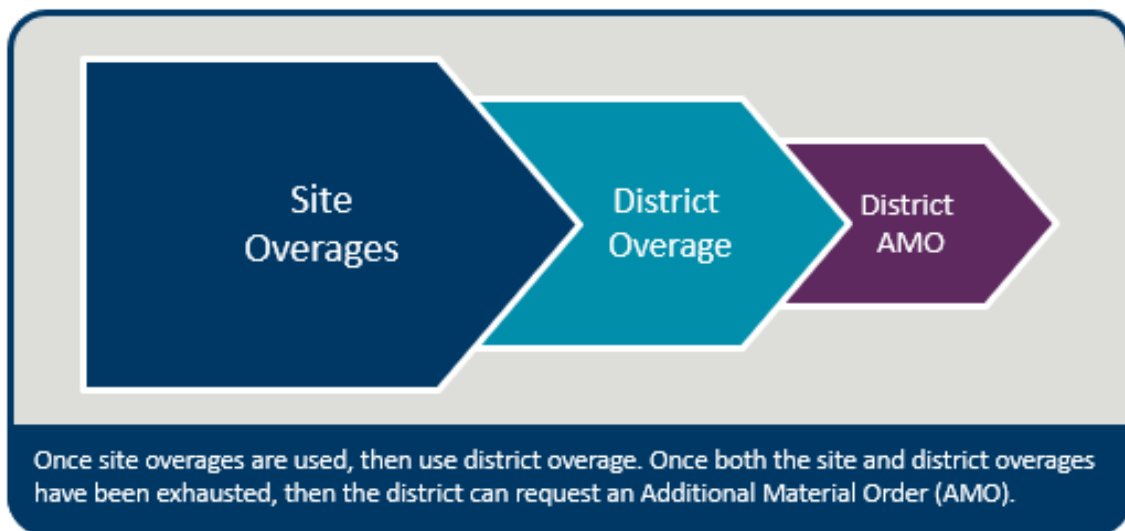 Site
Overages
District
Overage
District
AMO
Once site overages are used, then use district overage. Once both the site and district overages
have been exhausted, then the district can request an Additional Material Order (AMO).